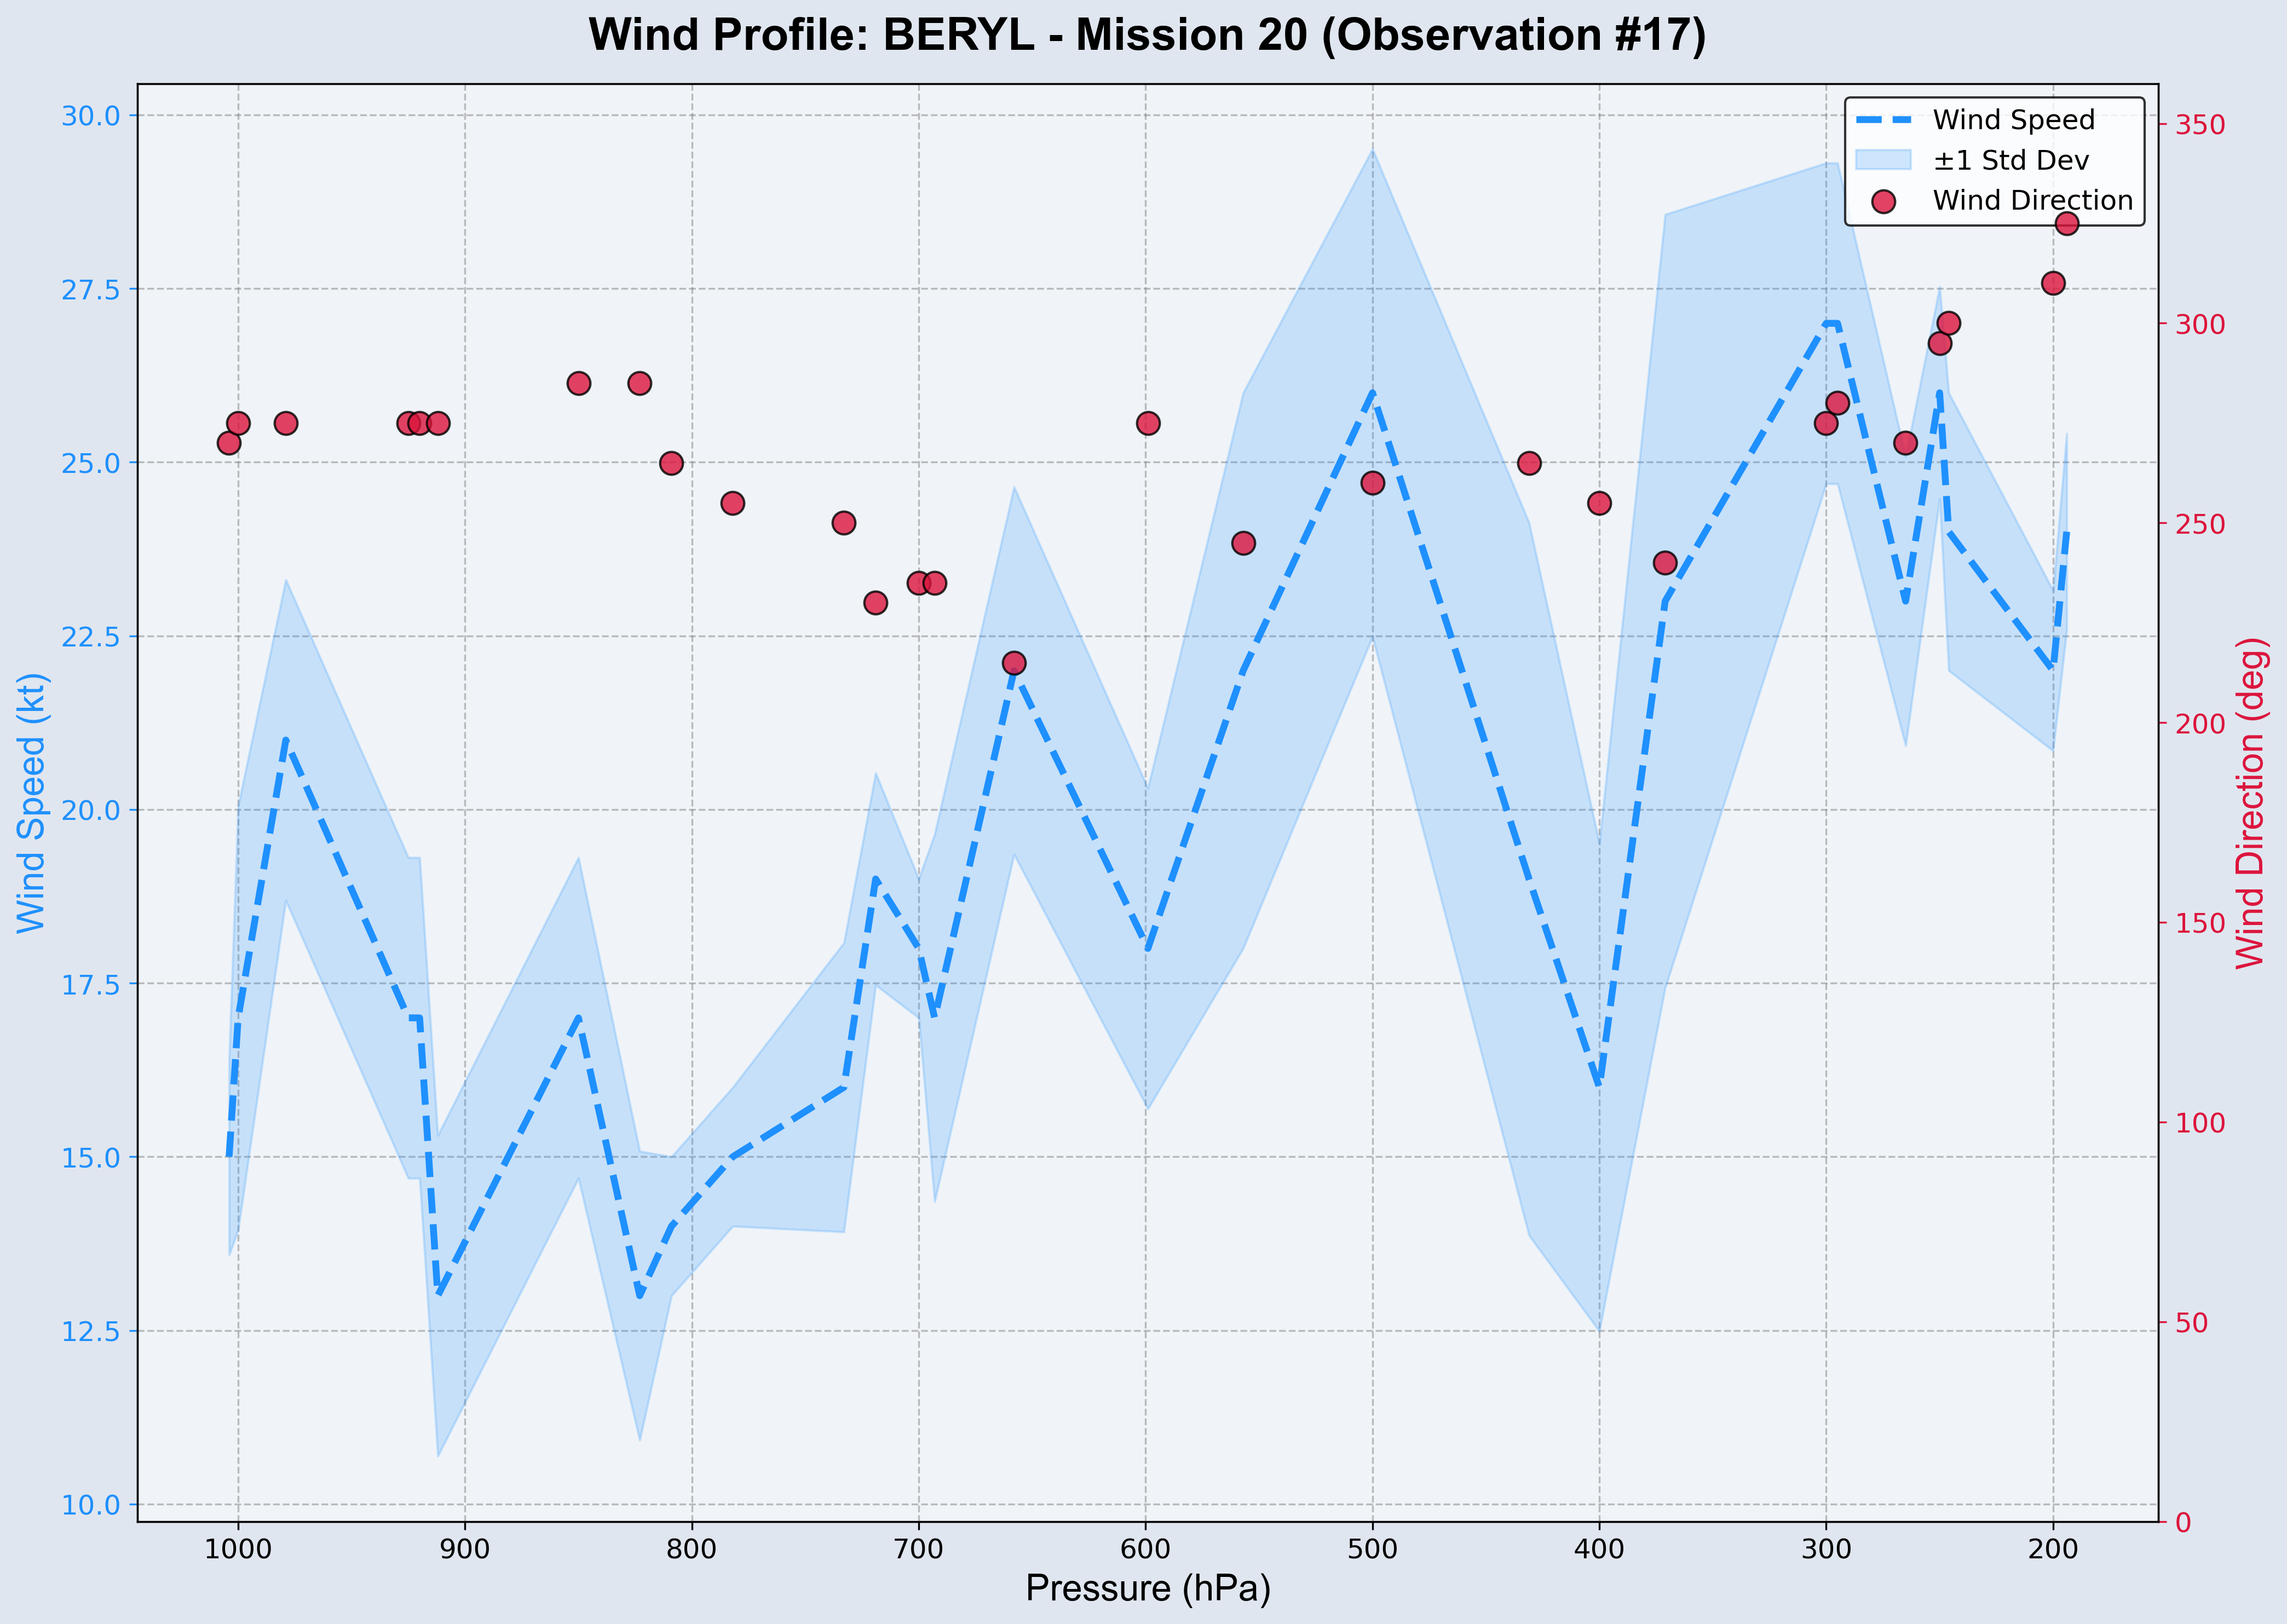 Wind Profile: BERYL - Mission 20 (Observation #17)
30.0
27.5
25.0
22.5
20.0
17.5
15.0
12.5
10.0
Wind Speed (kt)
Wind Speed
±1 Std Dev
Wind Direction
350
300
250
200
150
100
50
0
Wind Direction (deg)
1000 900 800 700 600 500 400 300 200
Pressure (hPa)